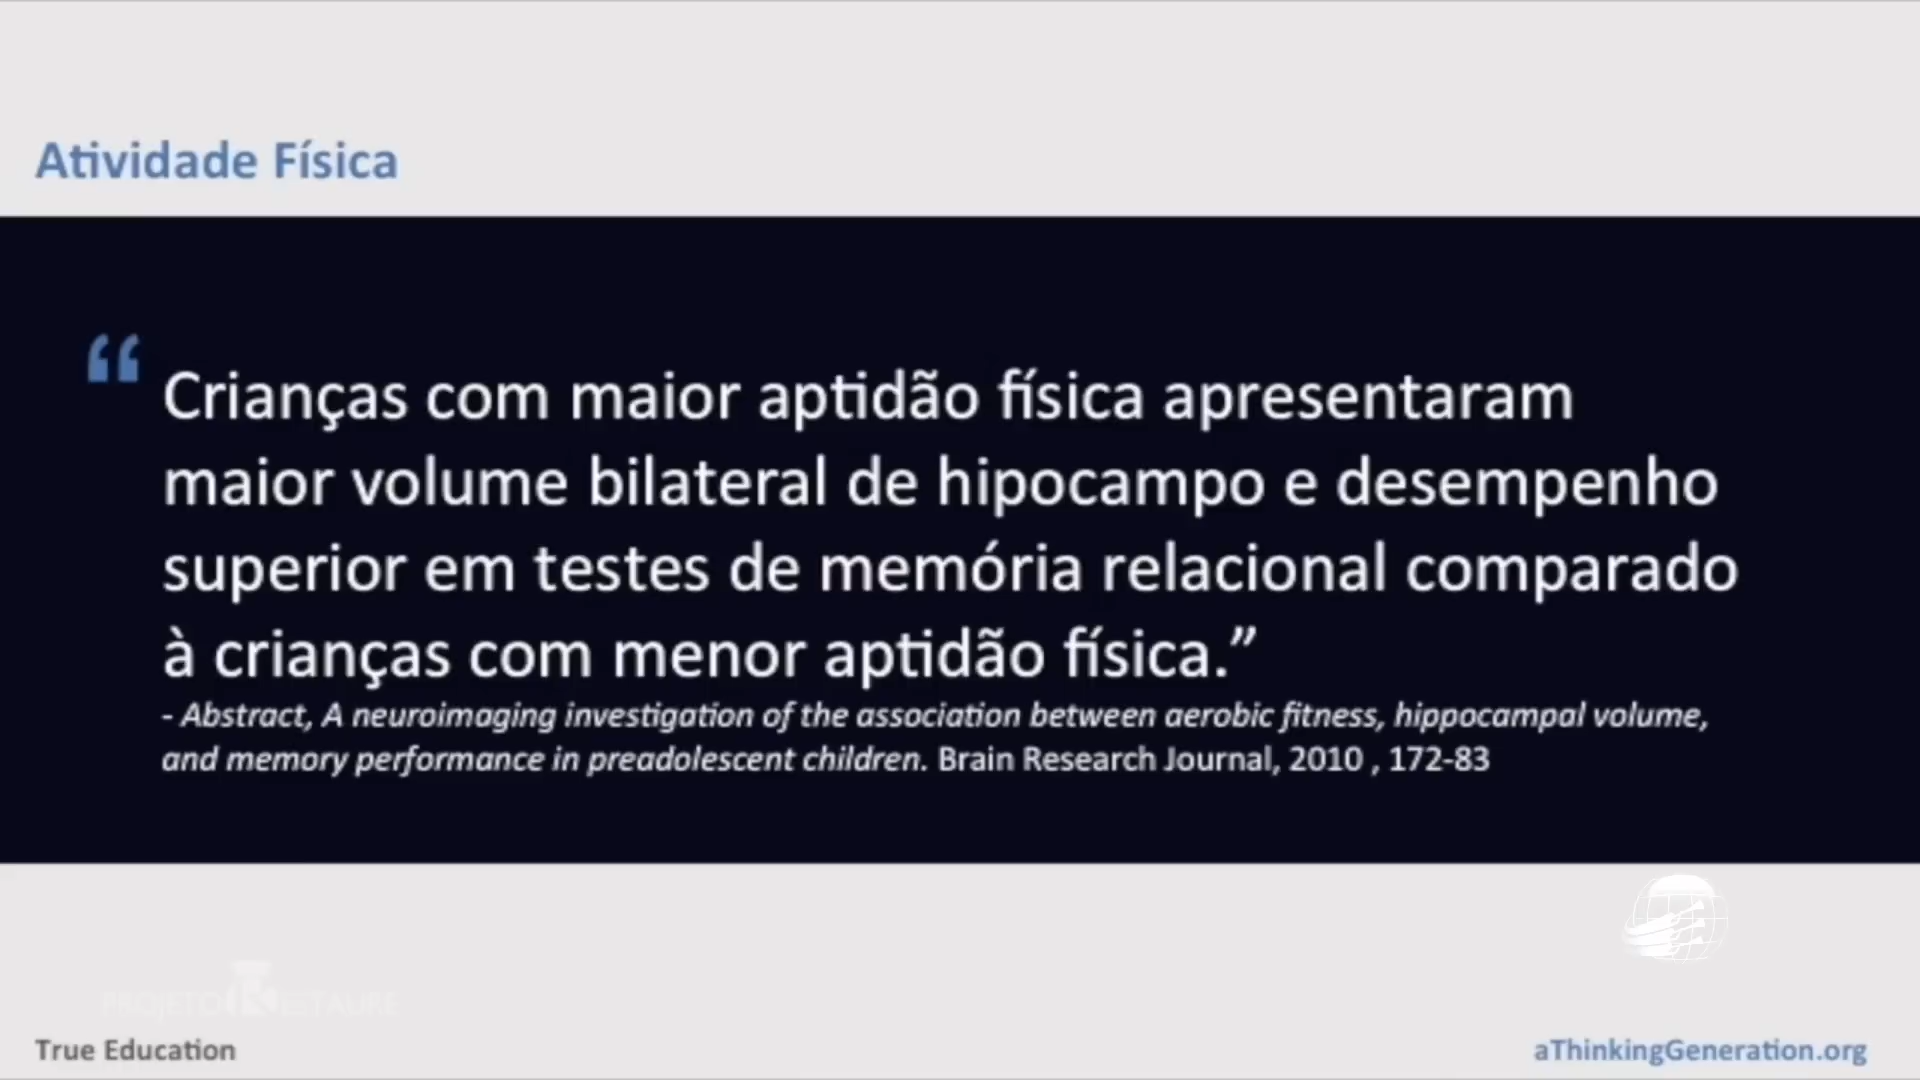 Atividade Física
“ Crianças com maior aptidão física apresentaram
maior volume bilateral de hipocampo e desempenho
superior em testes de memória relacional comparado
à crianças com menor aptidão física.”
- Abstract, A neuroimaging investigation of the association between aerobic fitness, hippocampal volume,
and memory performance in preadolescent children. Brain Research Journal, 2010 , 172-83
PROJETO RESTAURE
True Education
aThinkingGeneration.org